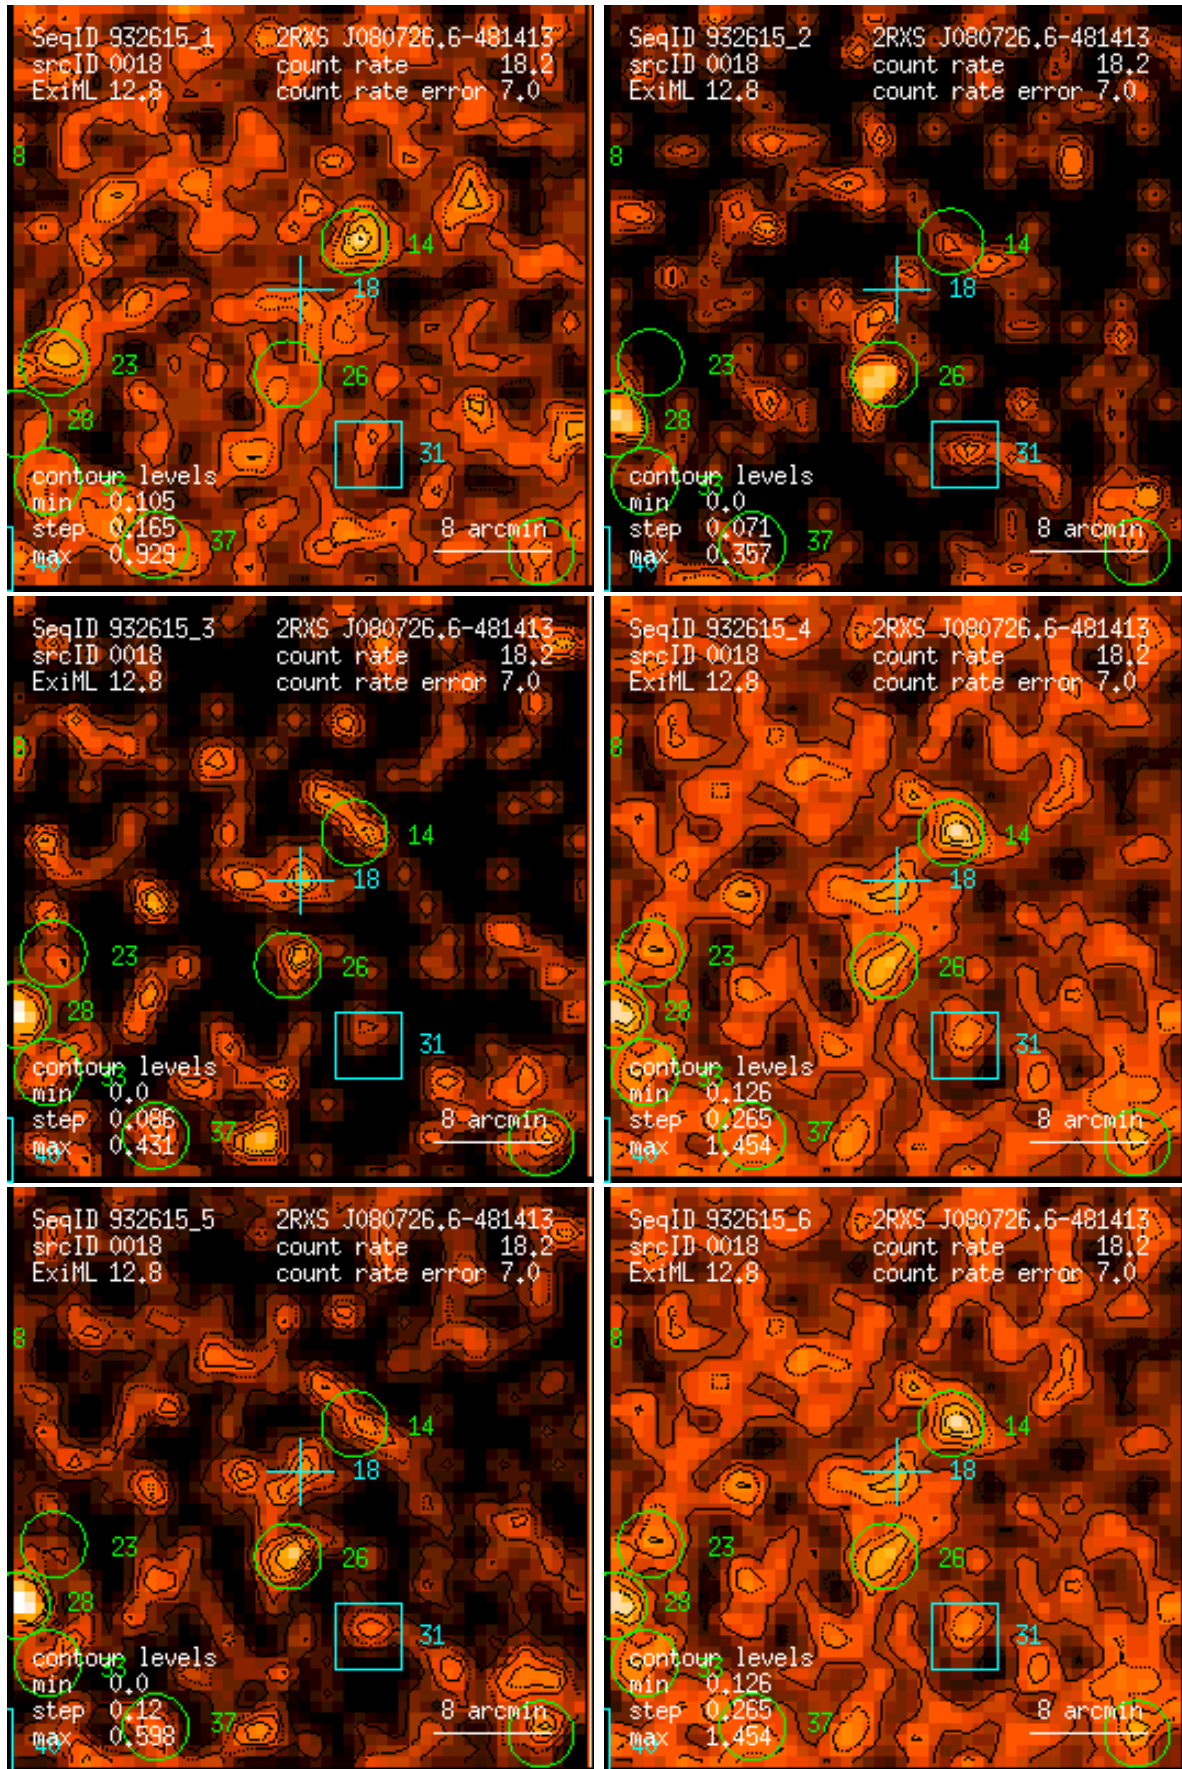 SeqID 932615_1 2RXS J080726.6-481413
srcID 0018 count rate 18.2
ExiML 12.8 count rate error 7.0
8
14
18
23
26
28
31
contour levels
33
min 0.105
step 0.165 8 arcmin
37
max 0.929
40
SeqID 932615_2 2RXS J080726.6-481413
srcID 0018 count rate 18.2
ExiML 12.8 count rate error 7.0
8
14
18
23
26
28
31
contour levels
33
min 0.0
step 0.071 8 arcmin
37
max 0.357
40
SeqID 932615_3 2RXS J080726.6-481413
srcID 0018 count rate 18.2
ExiML 12.8 count rate error 7.0
8
14
18
23
26
28
31
contour levels
33
min 0.0
step 0.086 8 arcmin
37
max 0.431
40
SeqID 932615_4 2RXS J080726.6-481413
srcID 0018 count rate 18.2
ExiML 12.8 count rate error 7.0
8
14
18
23
26
28
31
contour levels
33
min 0.126
step 0.265 8 arcmin
37
max 1.454
40
SeqID 932615_5 2RXS J080726.6-481413
srcID 0018 count rate 18.2
ExiML 12.8 count rate error 7.0
8
14
18
23
26
28
31
contour levels
33
min 0.0
step 0.12 8 arcmin
37
max 0.598
40
SeqID 932615_6 2RXS J080726.6-481413
srcID 0018 count rate 18.2
ExiML 12.8 count rate error 7.0
8
14
18
23
26
28
31
contour levels
33
min 0.126
step 0.265 8 arcmin
37
max 1.454
40